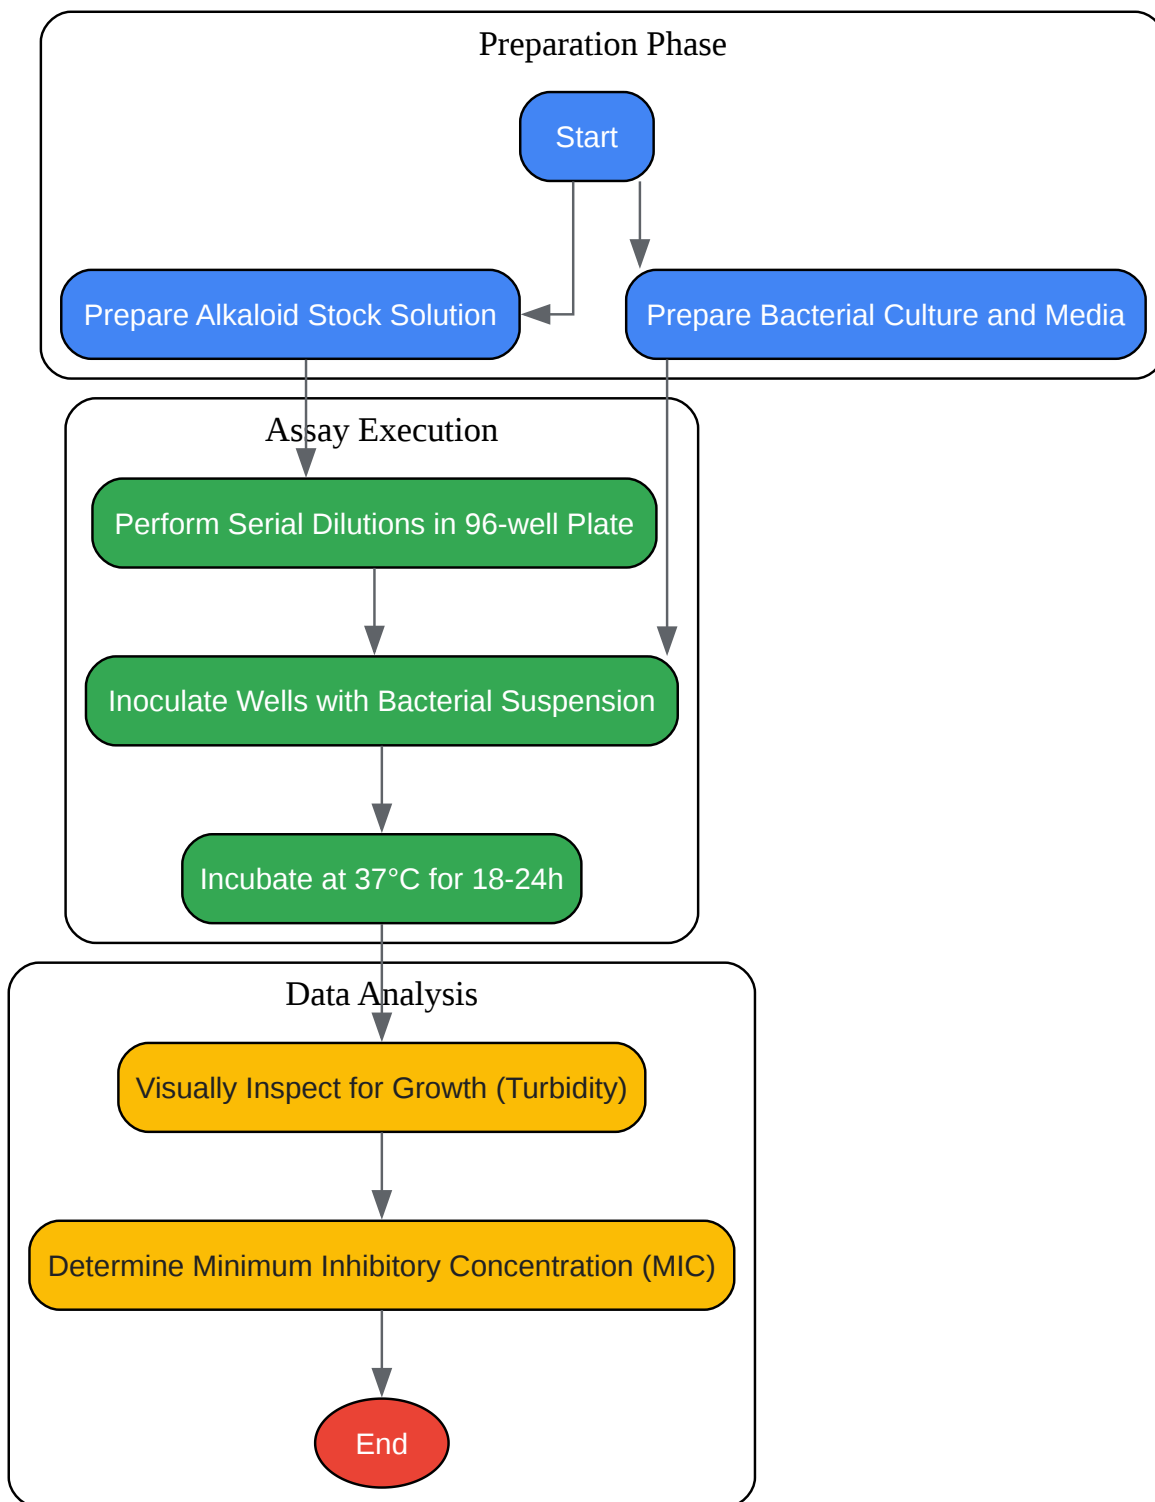 Preparation Phase
Start
Prepare Alkaloid Stock Solution
Prepare Bacterial Culture and Media
Assay Execution
Perform Serial Dilutions in 96-well Plate
Inoculate Wells with Bacterial Suspension
Incubate at 37°C for 18-24h
Data Analysis
Visually Inspect for Growth (Turbidity)
Determine Minimum Inhibitory Concentration (MIC)
End